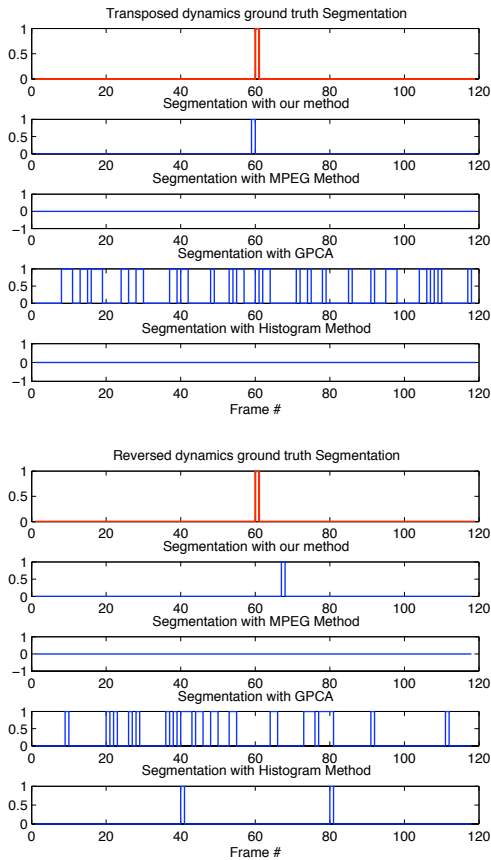 Transposed dynamics ground truth Segmentation
1
0.5
0
0 20 40 60 80 100 120
Segmentation with our method
1
0.5
0
0 20 40 60 80 100 120
Segmentation with MPEG Method
1
0
−1
0 20 40 60 80 100 120
Segmentation with GPCA
1
0.5
0
0 20 40 60 80 100 120
Segmentation with Histogram Method
1
0
−1
0 20 40 60 80 100 120
Frame #
Reversed dynamics ground truth Segmentation
1
0.5
0
0 20 40 60 80 100 120
Segmentation with our method
1
0.5
0
0 20 40 60 80 100 120
Segmentation with MPEG Method
1
0
−1
0 20 40 60 80 100 120
Segmentation with GPCA
1
0.5
0
0 20 40 60 80 100 120
Segmentation with Histogram Method
1
0.5
0
0 20 40 60 80 100 120
Frame #